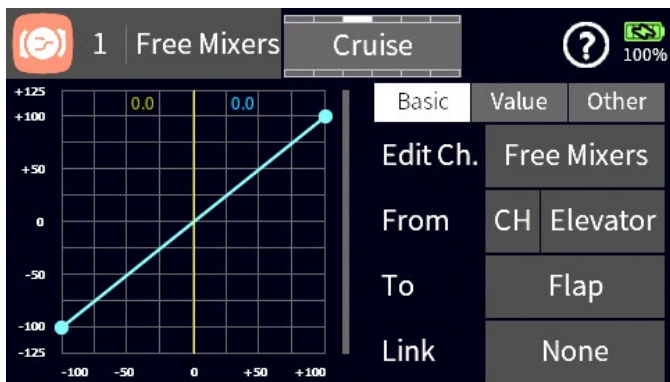 1 Free Mixers Cruise ? 100%
+125 0.0 0.0 Basic Value Other
+100
Edit Ch. Free Mixers
+50
From CH Elevator
0
-50
To Flap
-100
-125
Link None
-100 -50 0 +50 +100